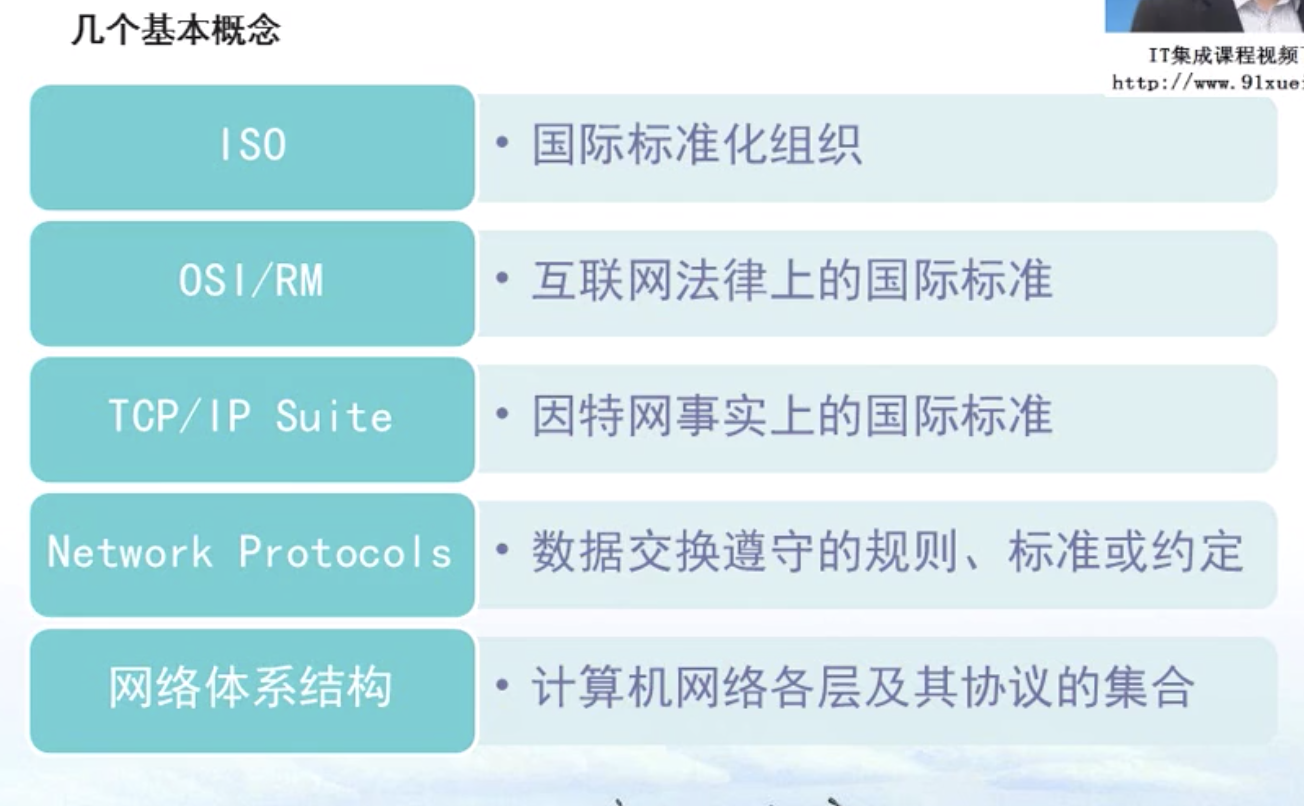 几个基本概念
IT集成课程视频
http://www.91xue
ISO
• 国际标准化组织
OSI/RM
• 互联网法律上的国际标准
TCP/IP Suite
• 因特网事实上的国际标准
Network Protocols
• 数据交换遵守的规则、标准或约定
网络体系结构
• 计算机网络各层及其协议的集合